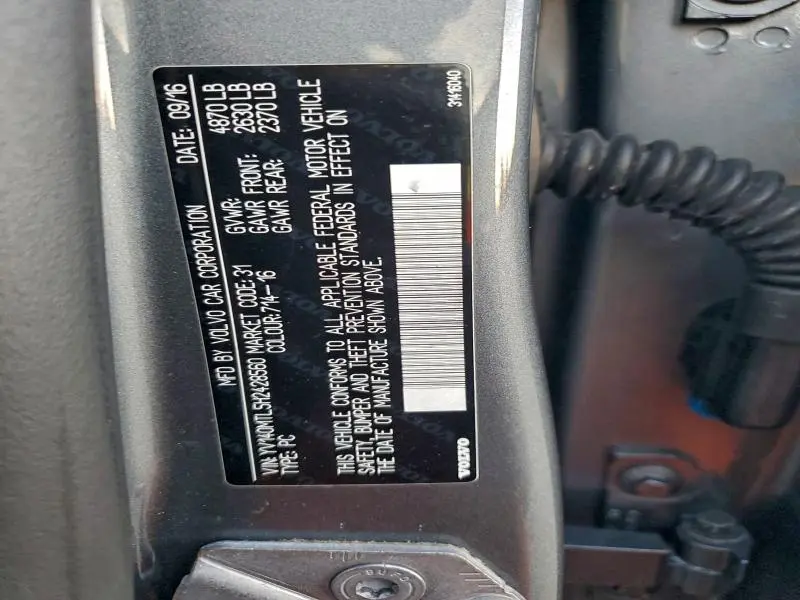 MFD BY VOLVO CAR CORPORATION DATE: 09/16
VIN: YV140MTL5H2428560 MARKET CODE: 31 GVWR: 4870 LB
TYPE: PC COLOUR: 714-16 GAWR FRONT: 2630 LB
GAWR REAR: 2370 LB
THIS VEHICLE CONFORMS TO ALL APPLICABLE FEDERAL MOTOR VEHICLE
SAFETY, BUMPER AND THEFT PREVENTION STANDARDS IN EFFECT ON
THE DATE OF MANUFACTURE SHOWN ABOVE.
VOLVO 31416040